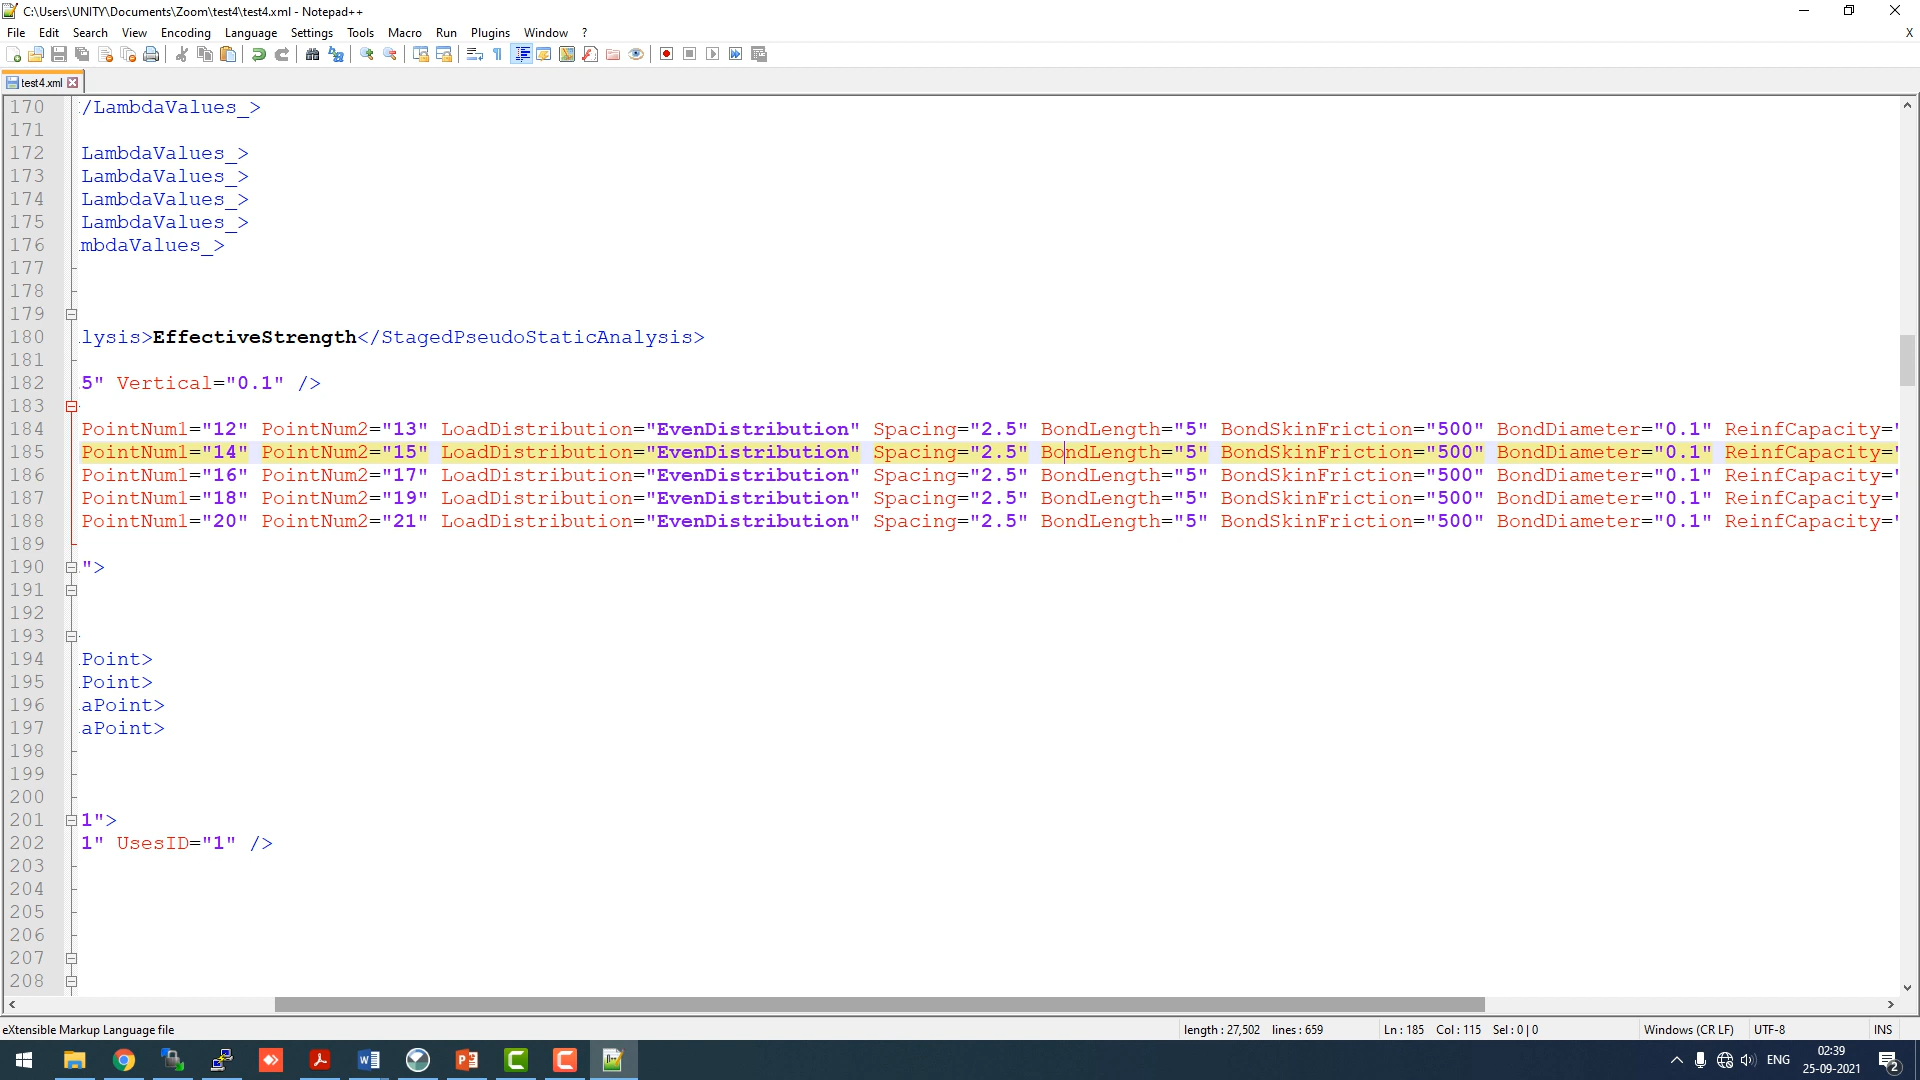 C:\Users\UNITY\Documents\Zoom\test4\test4.xml - Notepad++
File Edit Search View Encoding Language Settings Tools Macro Run Plugins Window ? X
test4.xml
170 /LambdaValues_>
171
172 LambdaValues_>
173 LambdaValues_>
174 LambdaValues_>
175 LambdaValues_>
176 mbdaValues_>
177
178
179
180 lysis>EffectiveStrength</StagedPseudoStaticAnalysis>
181
182 5" Vertical="0.1" />
183
184 PointNum1="12" PointNum2="13" LoadDistribution="EvenDistribution" Spacing="2.5" BondLength="5" BondSkinFriction="500" BondDiameter="0.1" ReinfCapacity="
185 PointNum1="14" PointNum2="15" LoadDistribution="EvenDistribution" Spacing="2.5" BondLength="5" BondSkinFriction="500" BondDiameter="0.1" ReinfCapacity="
186 PointNum1="16" PointNum2="17" LoadDistribution="EvenDistribution" Spacing="2.5" BondLength="5" BondSkinFriction="500" BondDiameter="0.1" ReinfCapacity="
187 PointNum1="18" PointNum2="19" LoadDistribution="EvenDistribution" Spacing="2.5" BondLength="5" BondSkinFriction="500" BondDiameter="0.1" ReinfCapacity="
188 PointNum1="20" PointNum2="21" LoadDistribution="EvenDistribution" Spacing="2.5" BondLength="5" BondSkinFriction="500" BondDiameter="0.1" ReinfCapacity="
189
190 ">
191
192
193
194 Point>
195 Point>
196 aPoint>
197 aPoint>
198
199
200
201 1">
202 1" UsesID="1" />
203
204
205
206
207
208
eXtensible Markup Language file length : 27,502 lines : 659 Ln : 185 Col : 115 Sel : 0 | 0 Windows (CR LF) UTF-8 INS
ENG 02:39
25-09-2021 2